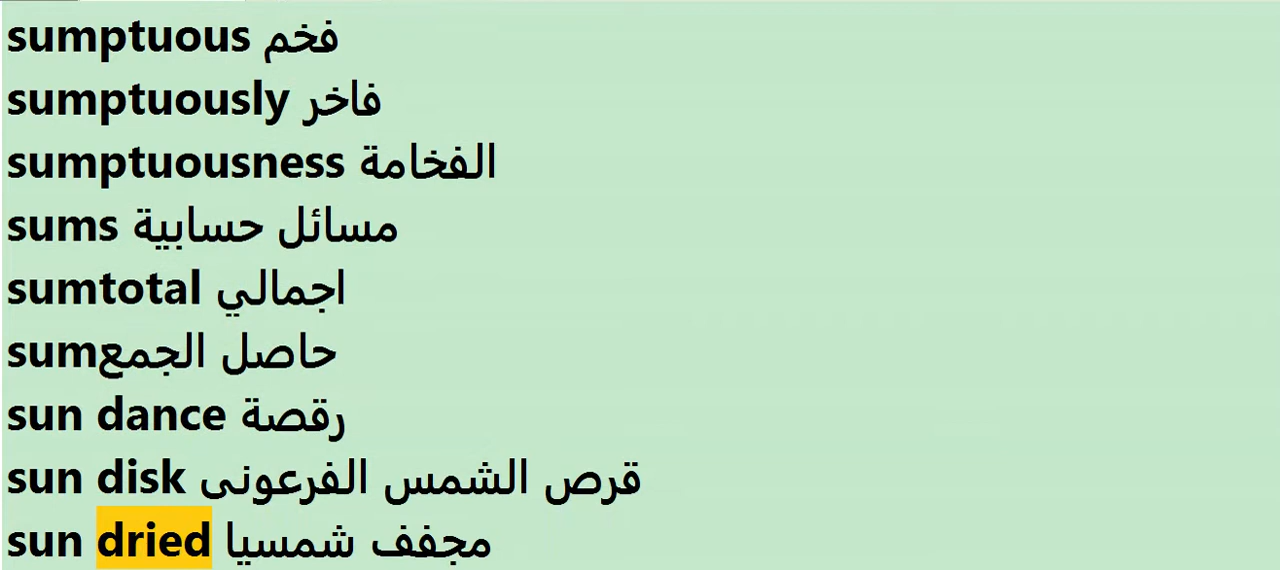 sumptuous فخم
sumptuously فاخر
sumptuousness الفخامة
sums مسائل حسابية
sumtotal اجمالي
sumحاصل الجمع
sun dance رقصة
sun disk قرص الشمس الفرعونى
sun dried مجفف شمسيا